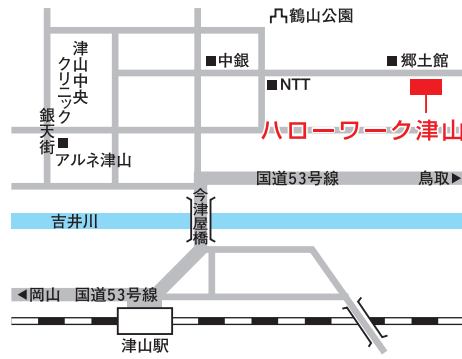 鶴山公園
津山中央
クリニック
中銀
郷土館
NTT
銀天街
アルネ津山
ハローワーク津山
国道53号線
鳥取▶
今津屋橋
吉井川
◀岡山
国道53号線
津山駅